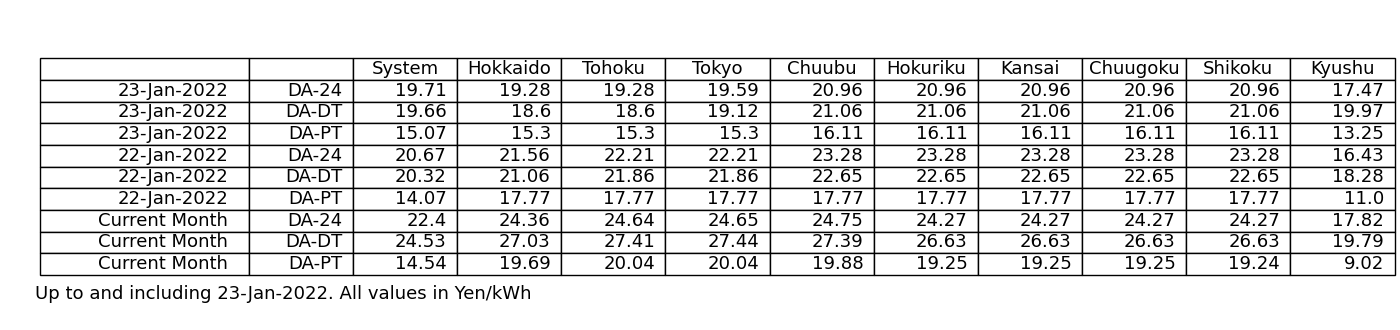 System Hokkaido Tohoku Tokyo Chuubu Hokuriku Kansai Chuugoku Shikoku Kyushu
23-Jan-2022 DA-24 19.71 19.28 19.28 19.59 20.96 20.96 20.96 20.96 20.96 17.47
23-Jan-2022 DA-DT 19.66 18.6 18.6 19.12 21.06 21.06 21.06 21.06 21.06 19.97
23-Jan-2022 DA-PT 15.07 15.3 15.3 15.3 16.11 16.11 16.11 16.11 16.11 13.25
22-Jan-2022 DA-24 20.67 21.56 22.21 22.21 23.28 23.28 23.28 23.28 23.28 16.43
22-Jan-2022 DA-DT 20.32 21.06 21.86 21.86 22.65 22.65 22.65 22.65 22.65 18.28
22-Jan-2022 DA-PT 14.07 17.77 17.77 17.77 17.77 17.77 17.77 17.77 17.77 11.0
Current Month DA-24 22.4 24.36 24.64 24.65 24.75 24.27 24.27 24.27 24.27 17.82
Current Month DA-DT 24.53 27.03 27.41 27.44 27.39 26.63 26.63 26.63 26.63 19.79
Current Month DA-PT 14.54 19.69 20.04 20.04 19.88 19.25 19.25 19.25 19.24 9.02
Up to and including 23-Jan-2022. All values in Yen/kWh